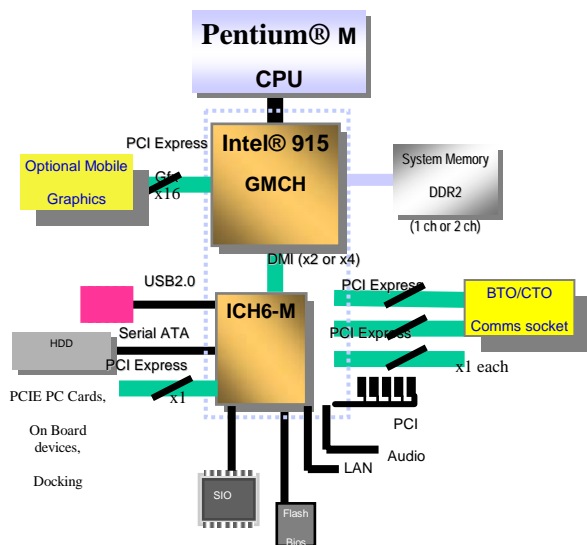 Pentium® M
CPU
PCI Express
Gfx
x16
Optional Mobile
Graphics
Intel® 915
GMCH
System Memory
DDR2
(1 ch or 2 ch)
DMI (x2 or x4)
USB2.0
ICH6-M
PCI Express
BTO/CTO
Comms socket
Serial ATA
HDD
PCI Express
PCI Express
x1 each
x1
PCIE PC Cards,
On Board
devices,
Docking
PCI
Audio
LAN
SIO
Flash
Bios